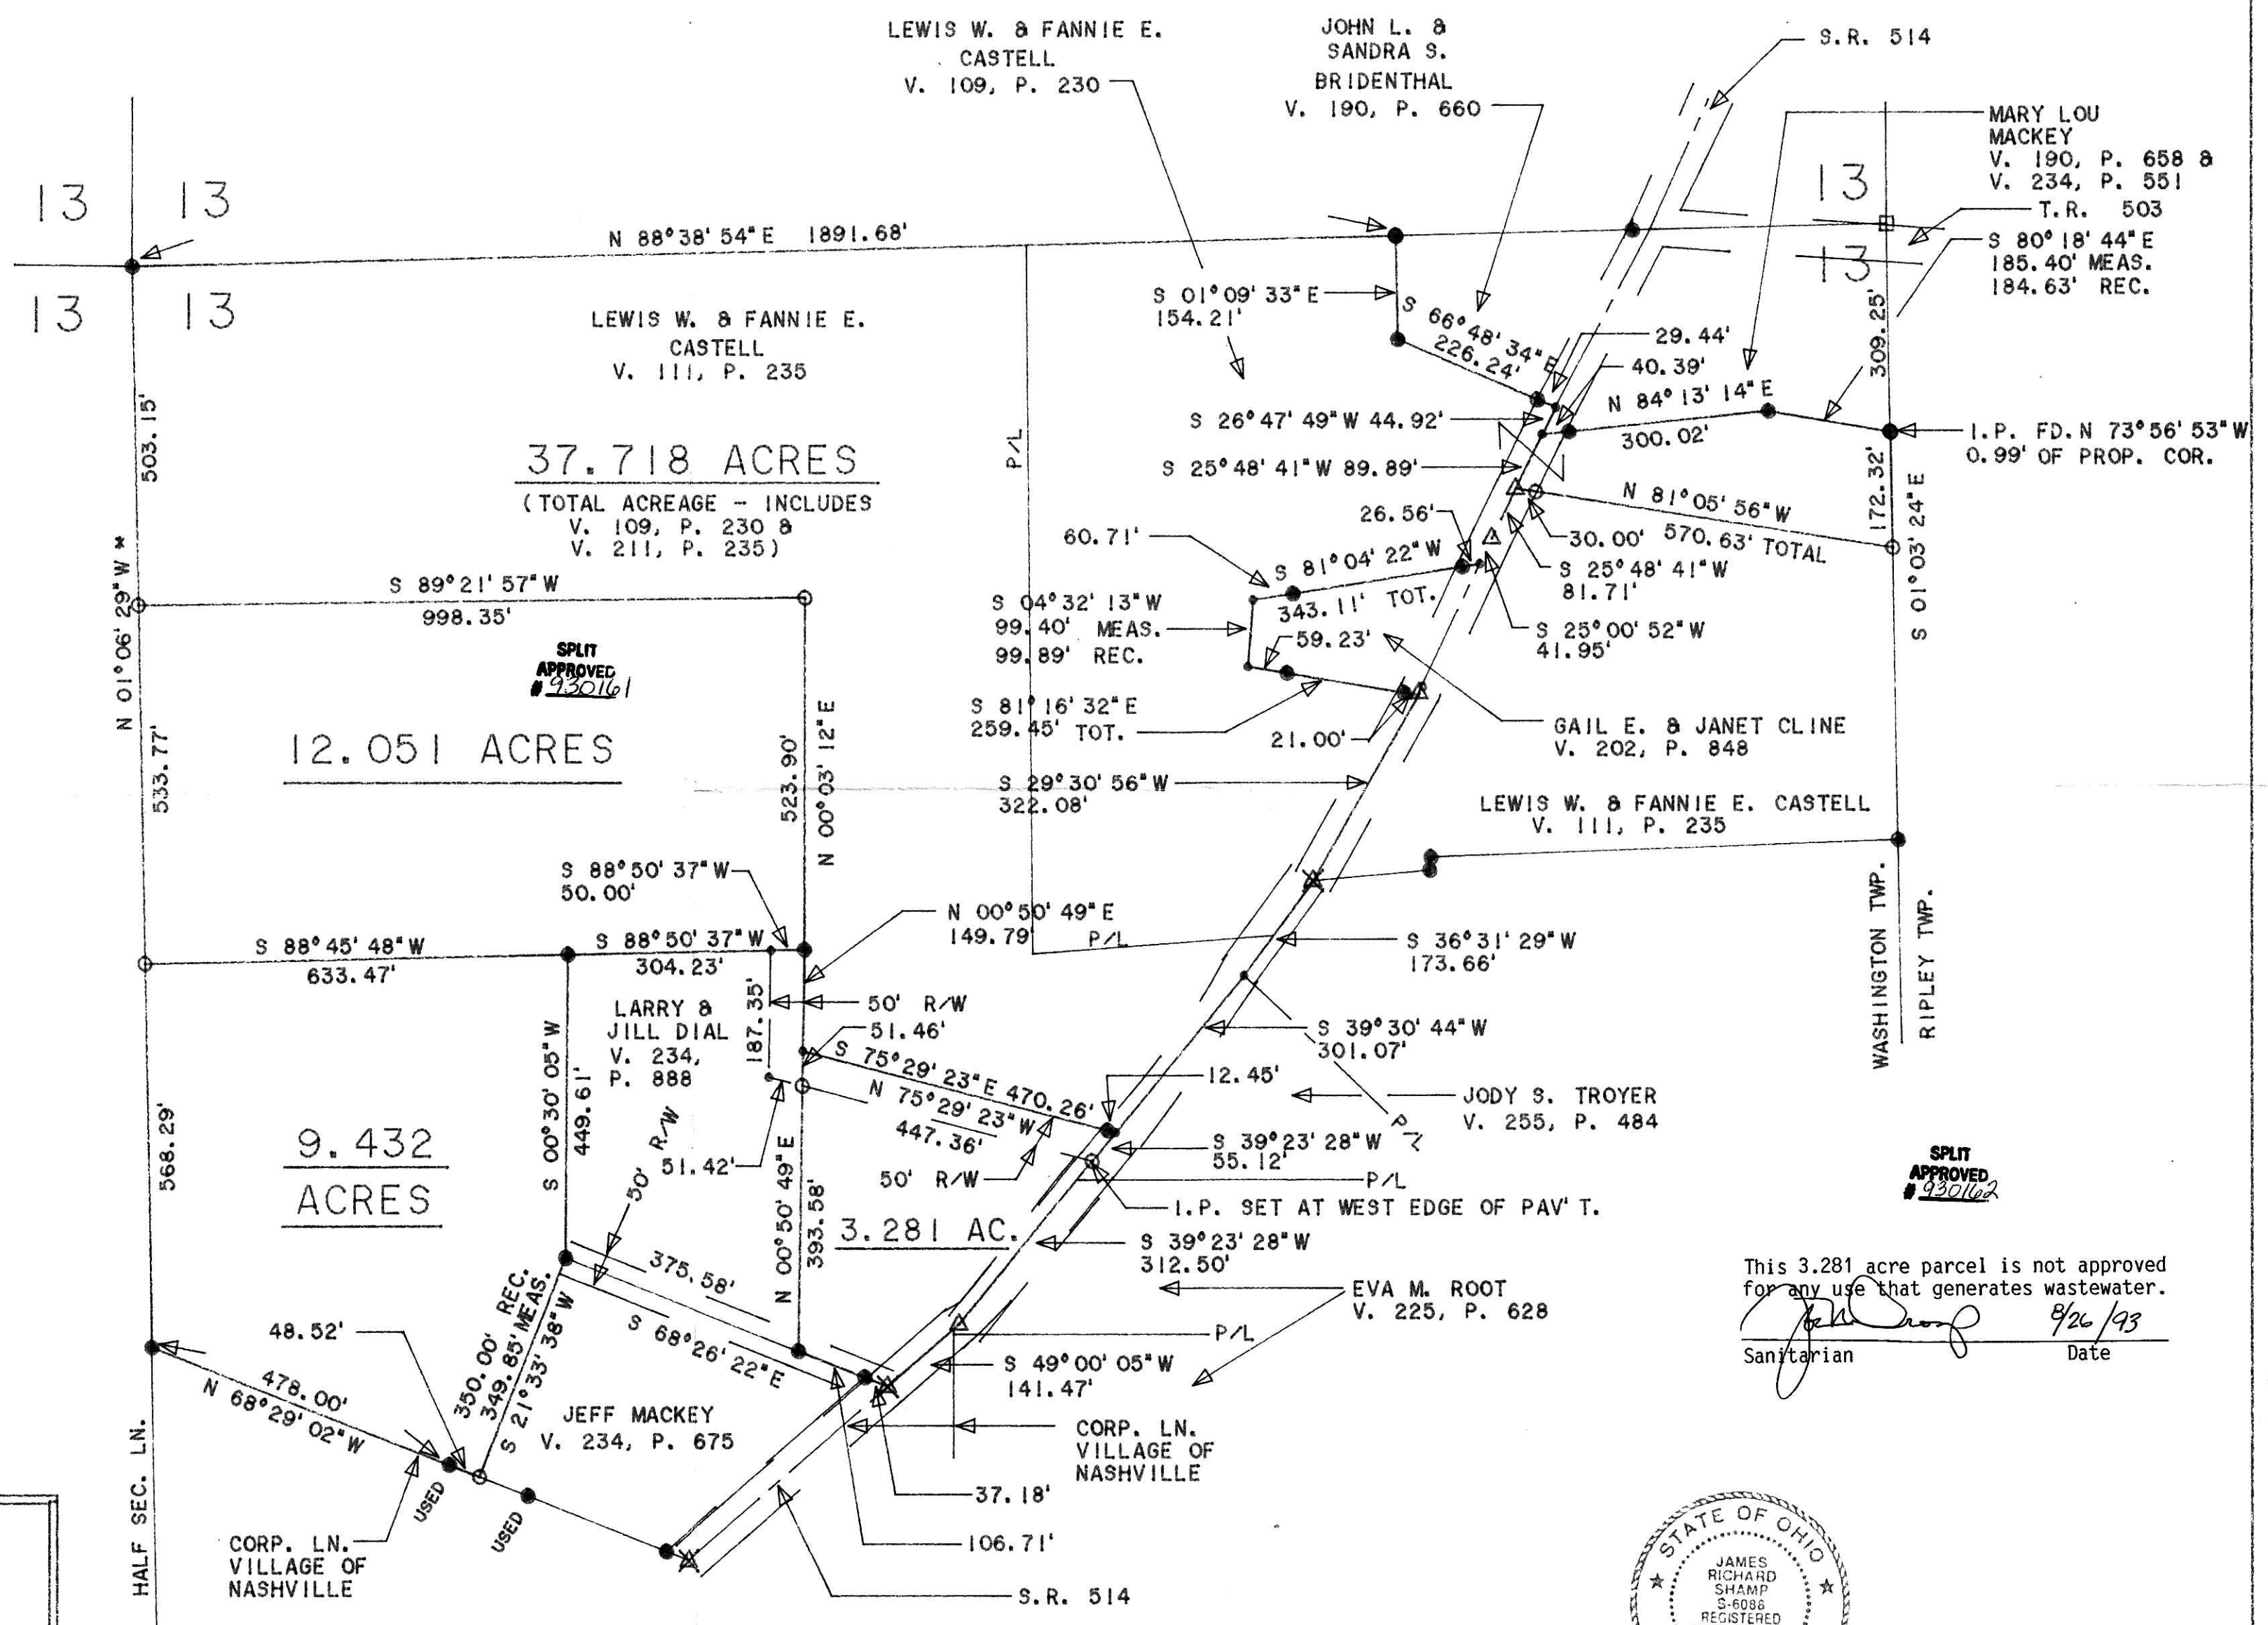 LEWIS W. & FANNIE E.
CASTELL
V. 109, P. 230
JOHN L. &
SANDRA S.
BRIDENTHAL
V. 190, P. 660
S.R. 514
MARY LOU
MACKEY
V. 190, P. 658 &
V. 234, P. 551
T.R. 503
S 80°18'44"E
185.40' MEAS.
184.63' REC.
13
13
13
13
13
13
N 88°38'54"E 1891.68'
LEWIS W. & FANNIE E.
CASTELL
V. 111, P. 235
S 01°09'33"E
154.21'
S 66°48'34"E
226.24'
29.44'
40.39'
309.25'
N 84°13'14"E
300.02'
S 26°47'49"W 44.92'
I.P. FD. N 73°56'53"W
0.99' OF PROP. COR.
503.15'
37.718 ACRES
(TOTAL ACREAGE - INCLUDES
V. 109, P. 230 &
V. 211, P. 235)
P/L
S 25°48'41"W 89.89'
N 81°05'56"W
570.63' TOTAL
172.32'
S 01°03'24"E
26.56'
30.00'
60.71'
S 81°04'22"W
343.11' TOT.
S 25°48'41"W
81.71'
N 01°06'29"W *
S 89°21'57"W
998.35'
S 04°32'13"W
99.40' MEAS.
99.89' REC.
59.23'
S 25°00'52"W
41.95'
SPLIT
APPROVED
# 930161
S 81°16'32"E
259.45' TOT.
21.00'
GAIL E. & JANET CLINE
V. 202, P. 848
12.051 ACRES
533.77'
523.90'
N 00°03'12"E
S 29°30'56"W
322.08'
LEWIS W. & FANNIE E. CASTELL
V. 111, P. 235
S 88°50'37"W
50.00'
N 00°50'49"E
149.79'
P/L
WASHINGTON TWP.
RIPLEY TWP.
S 88°45'48"W
633.47'
S 88°50'37"W
304.23'
S 36°31'29"W
173.66'
LARRY &
JILL DIAL
V. 234,
P. 888
187.35'
50' R/W
51.46'
S 39°30'44"W
301.07'
S 00°30'05"W
449.61'
S 75°29'23"E 470.26'
N 75°29'23"W
447.36'
12.45'
JODY S. TROYER
V. 255, P. 484
P/L
568.29'
9.432
ACRES
50' R/W
51.42'
50' R/W
S 39°23'28"W
55.12'
P/L
I.P. SET AT WEST EDGE OF PAV'T.
SPLIT
APPROVED
# 930162
N 00°50'49"E
393.58'
3.281 AC.
S 39°23'28"W
312.50'
375.58'
S 68°26'22"E
EVA M. ROOT
V. 225, P. 628
This 3.281 acre parcel is not approved
for any use that generates wastewater.
8/26/93
Sanitarian
Date
350.00' REC.
349.85' MEAS.
S 21°33'38"W
48.52'
P/L
S 49°00'05"W
141.47'
478.00'
N 68°29'02"W
JEFF MACKEY
V. 234, P. 675
CORP. LN.
VILLAGE OF
NASHVILLE
37.18'
HALF SEC. LN.
USED
USED
CORP. LN.
VILLAGE OF
NASHVILLE
106.71'
S.R. 514
STATE OF OHIO
JAMES
RICHARD
SHAMP
S-6088
REGISTERED